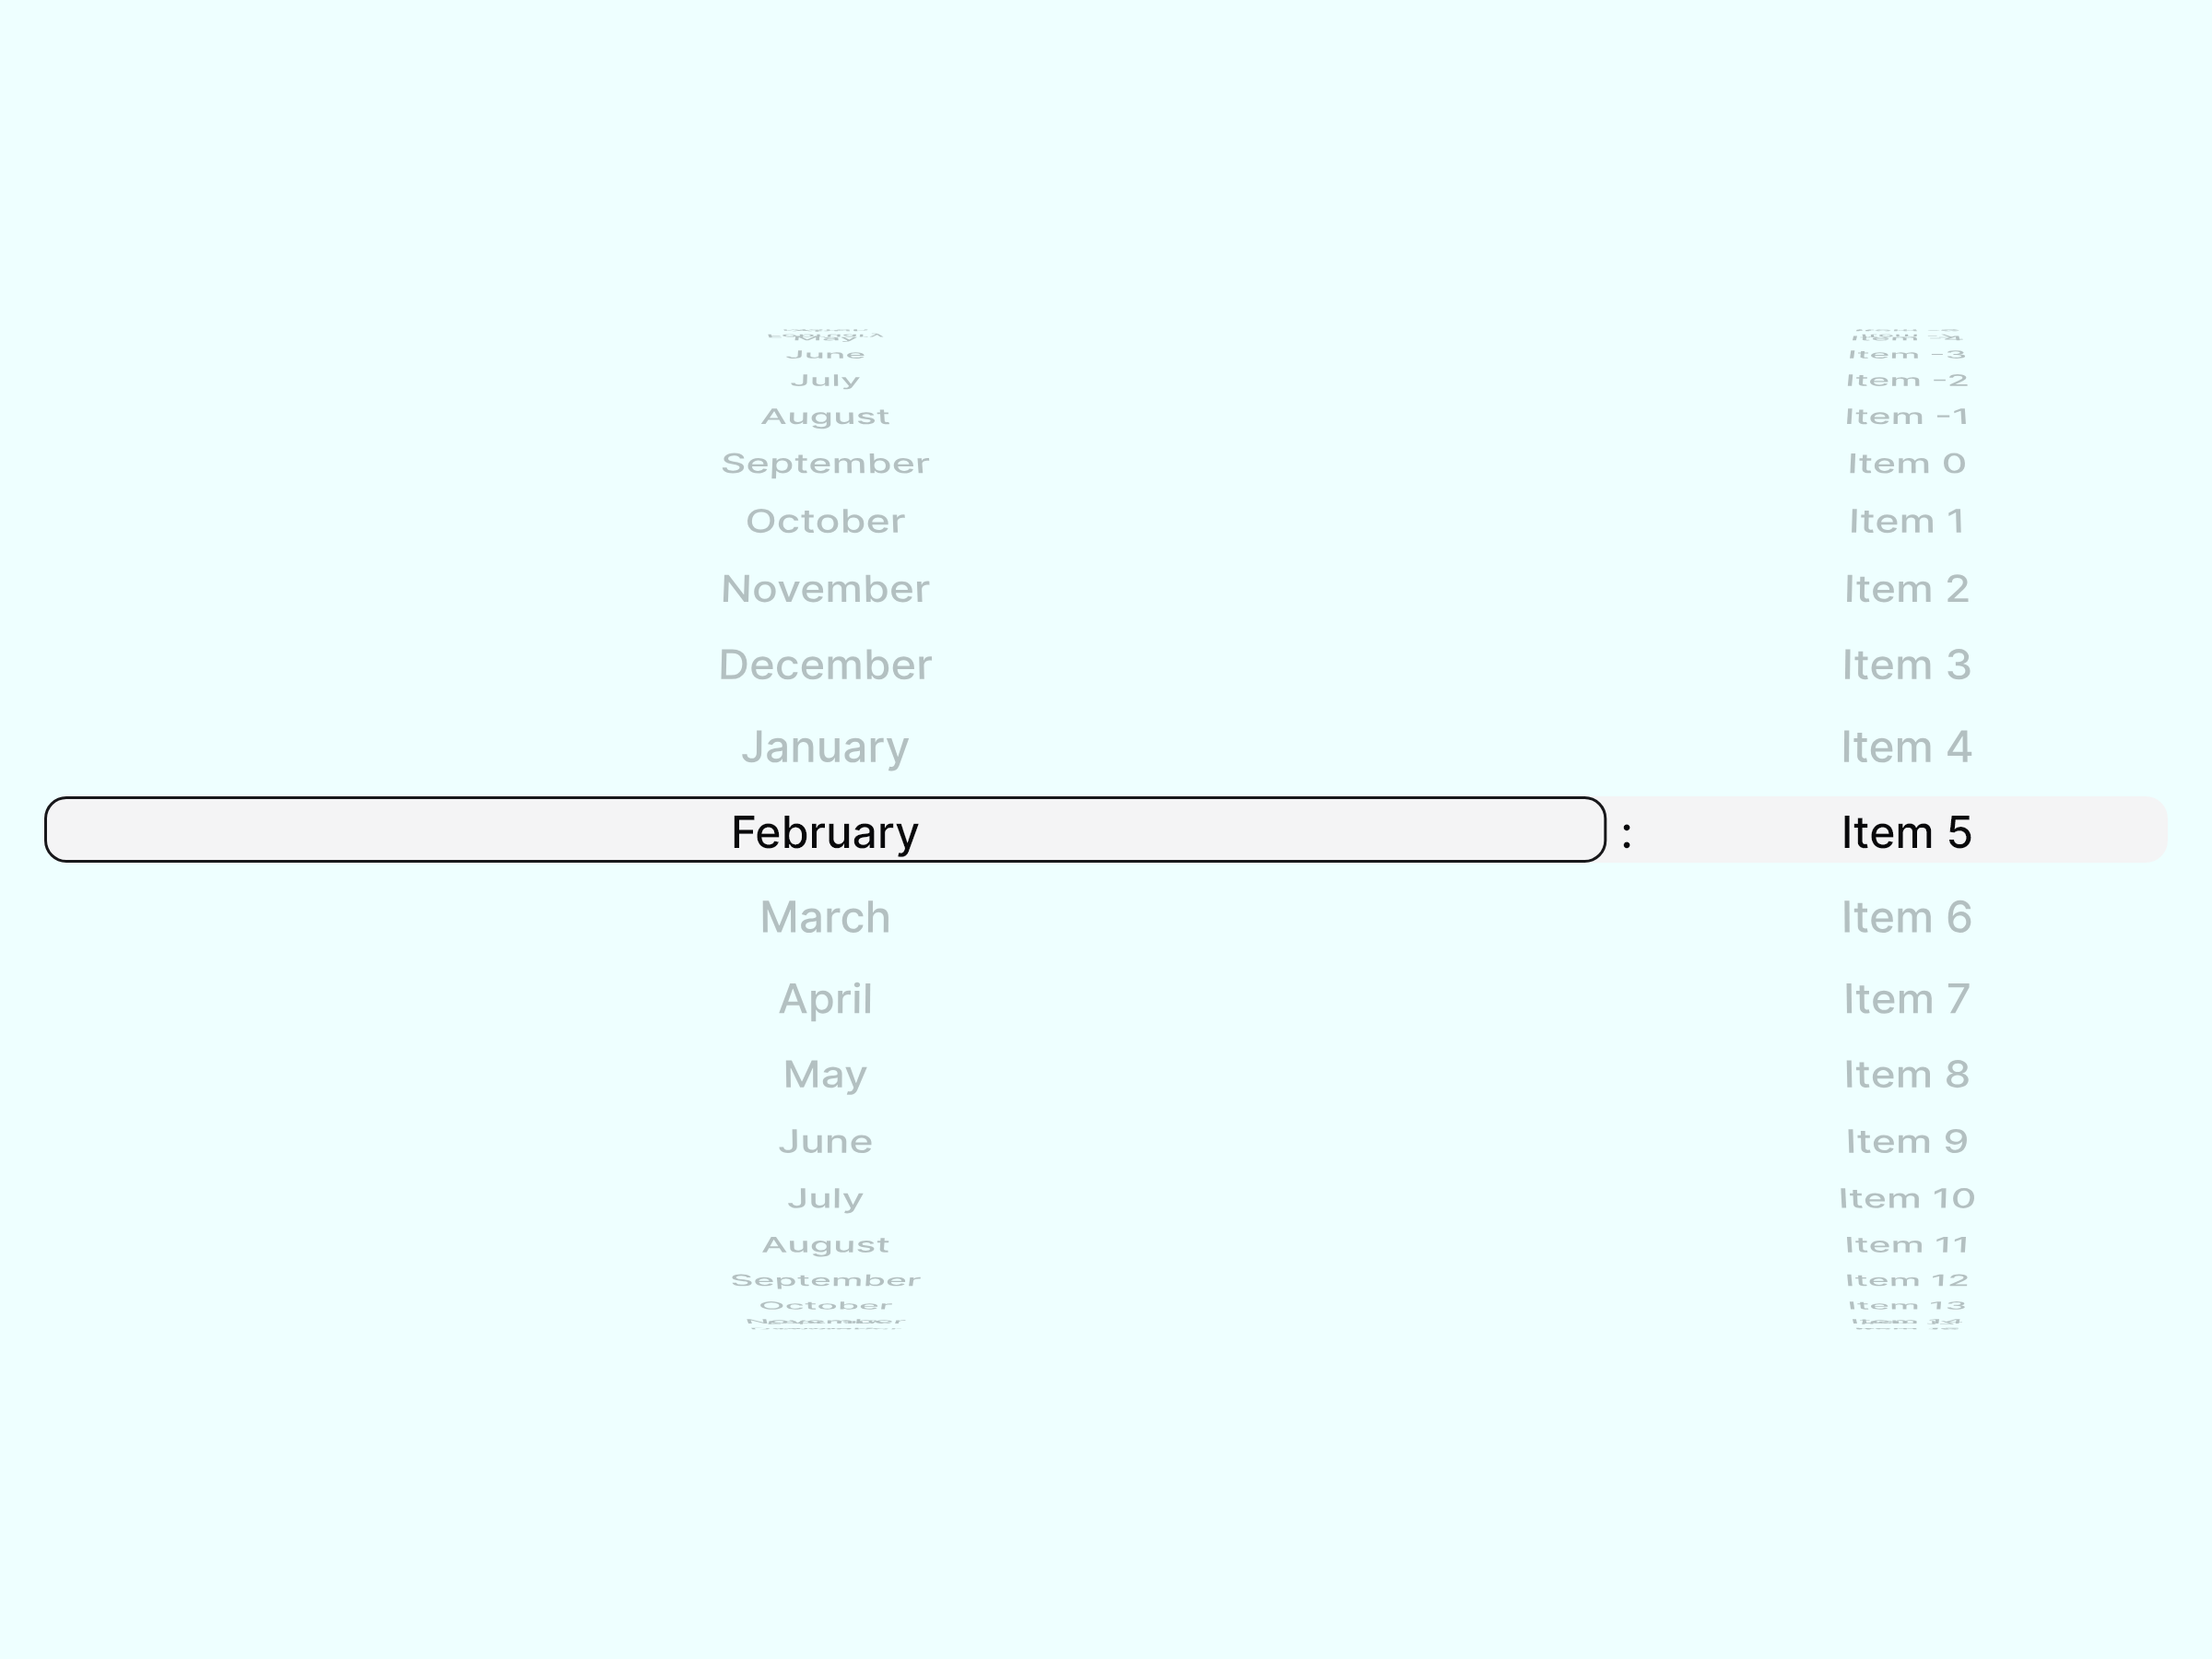 June Item -3
July Item -2
August Item -1
September Item 0
October Item 1
November Item 2
December Item 3
January Item 4
February : Item 5
March Item 6
April Item 7
May Item 8
June Item 9
July Item 10
August Item 11
September Item 12
October Item 13